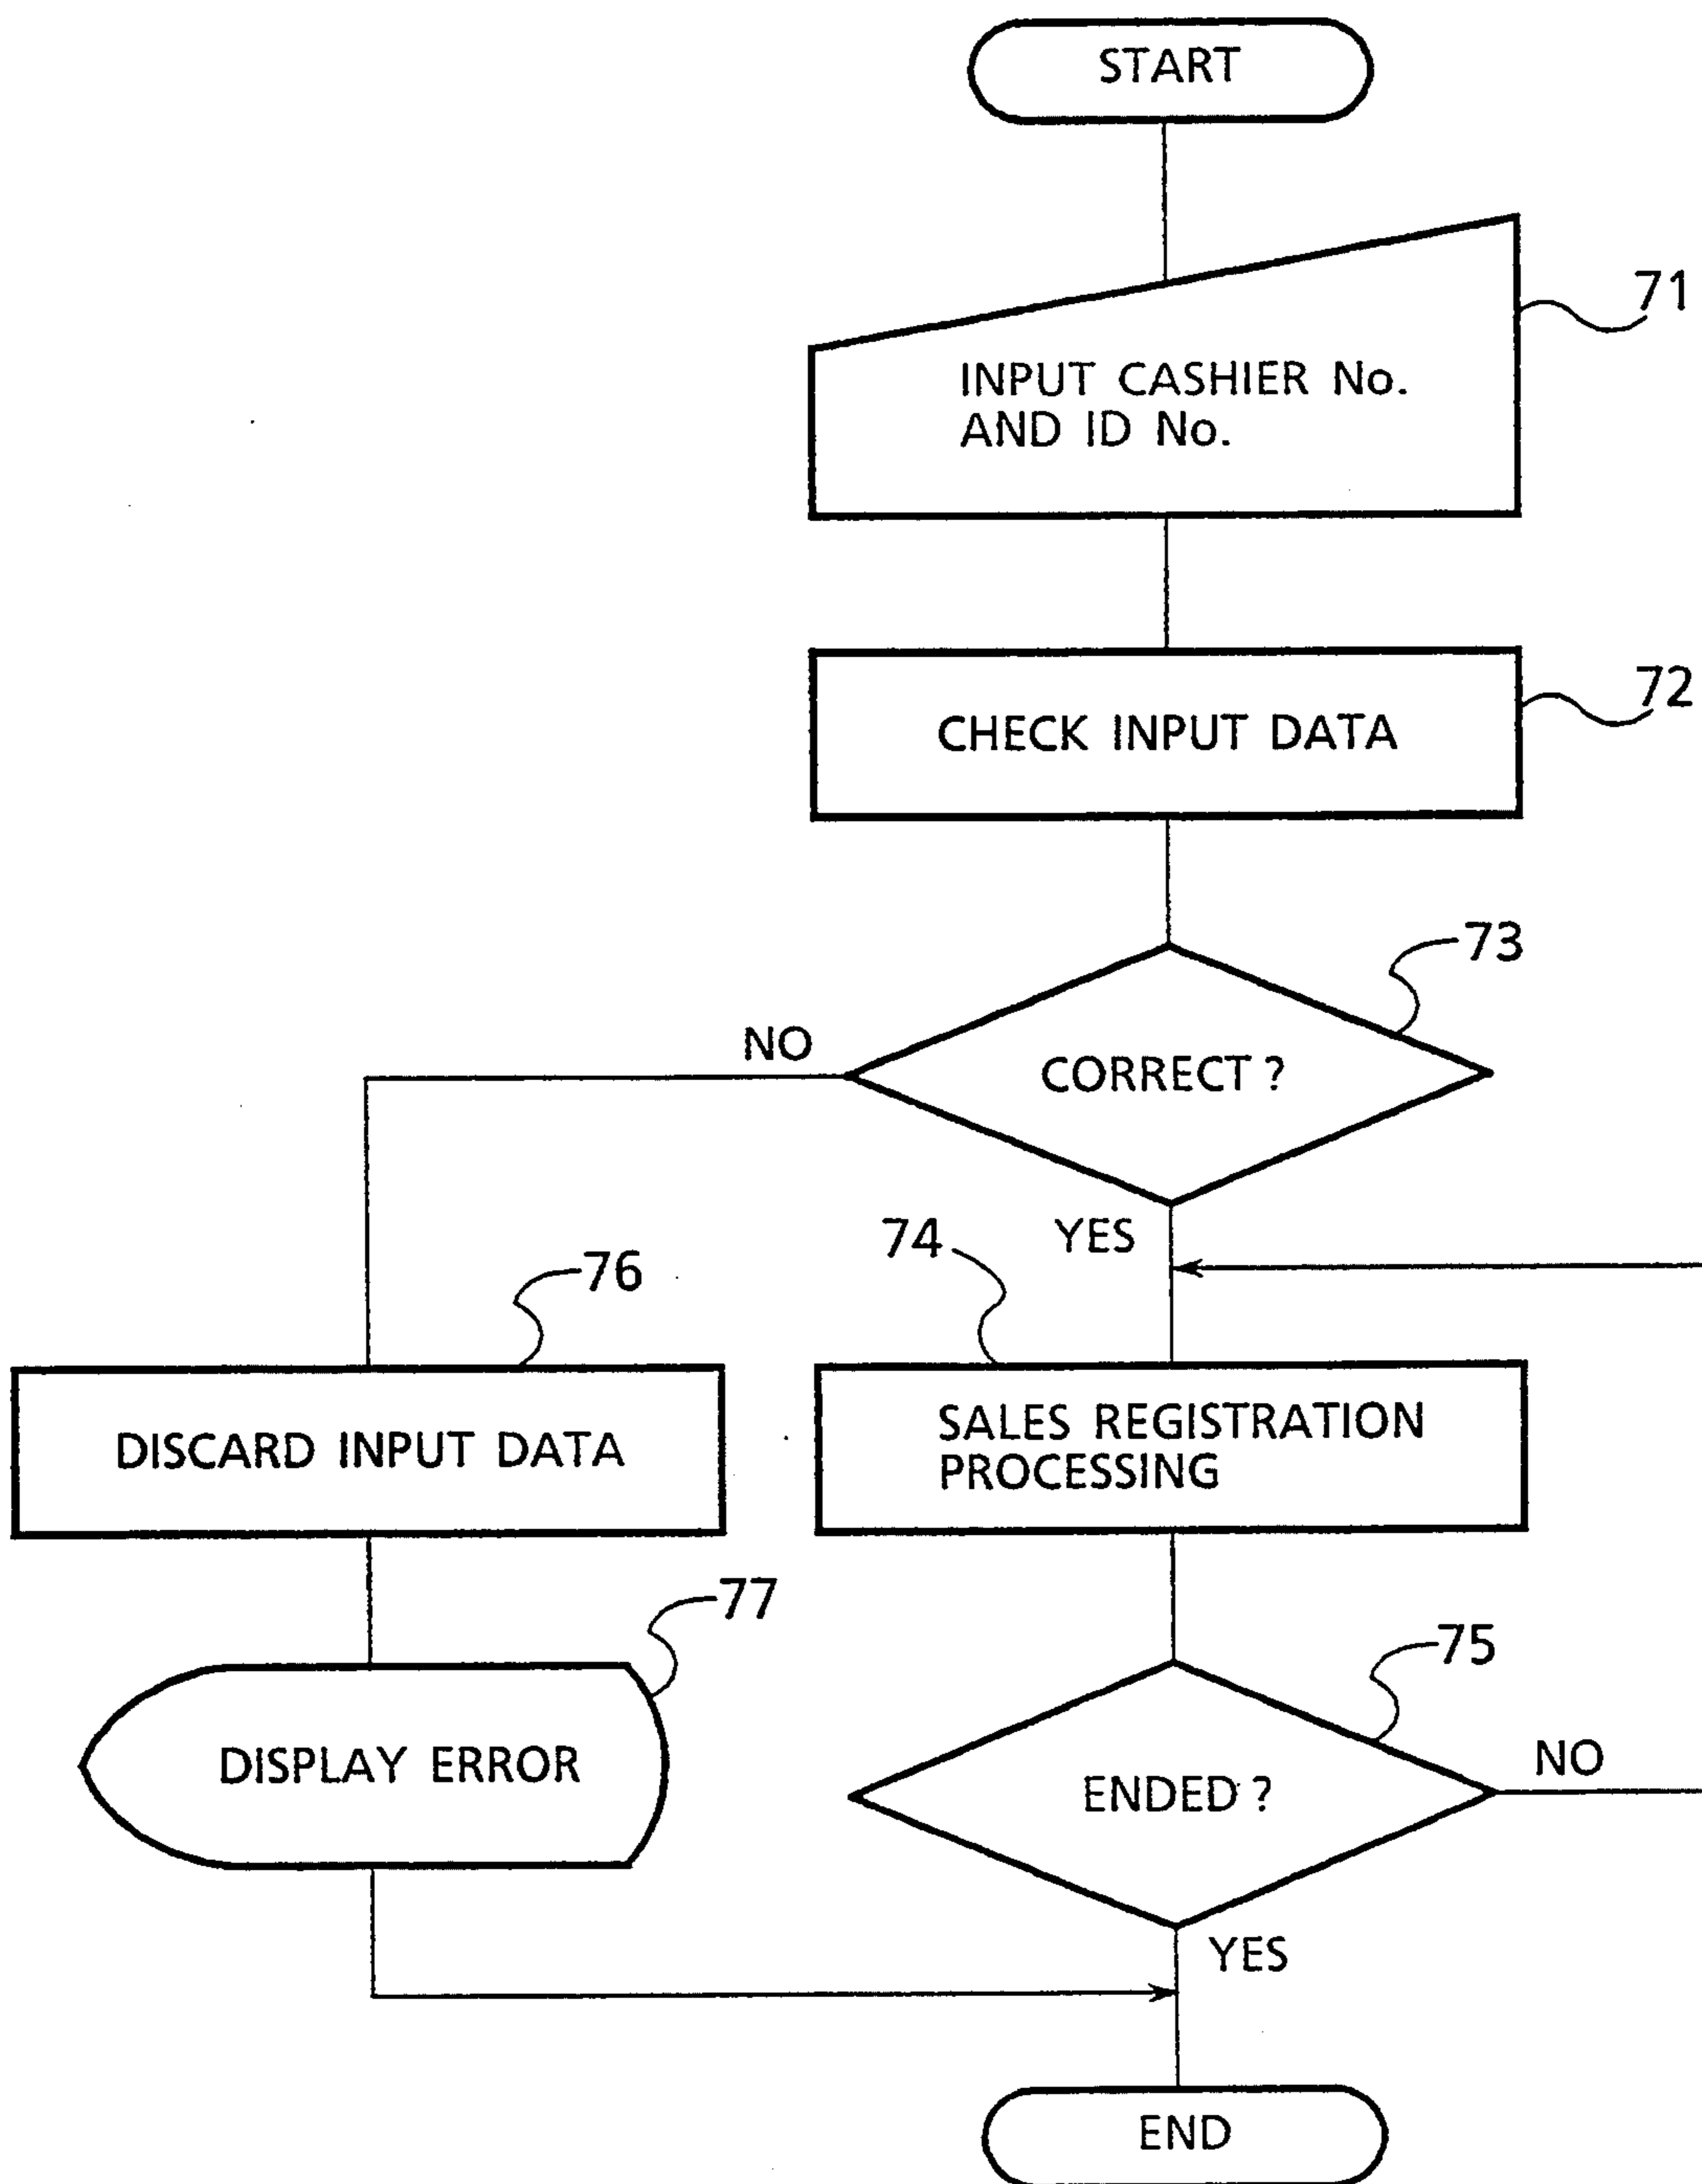 START
71
INPUT CASHIER No.
AND ID No.
72
CHECK INPUT DATA
73
NO
CORRECT ?
YES
74
76
SALES REGISTRATION
PROCESSING
DISCARD INPUT DATA
77
75
DISPLAY ERROR
ENDED ?
NO
YES
END